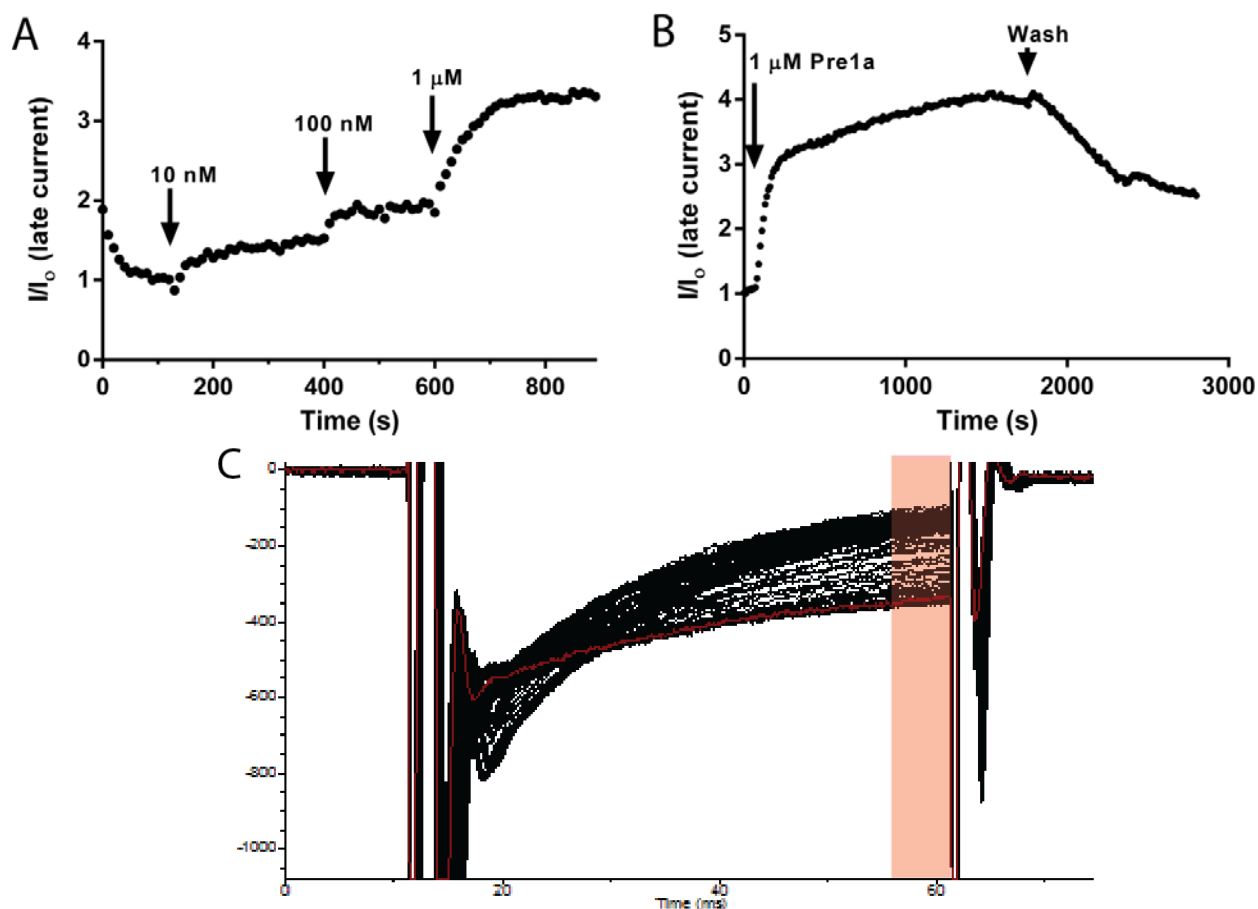 A
I/I₀ (late current)
4
3
2
1
0
10 nM
100 nM
1 μM
0 200 400 600 800
Time (s)
B
I/I₀ (late current)
5
4
3
2
1
0
1 μM Pre1a
Wash
0 1000 2000 3000
Time (s)
C
0
-200
-400
-600
-800
-1000
0 20 40 60
Time (ms)